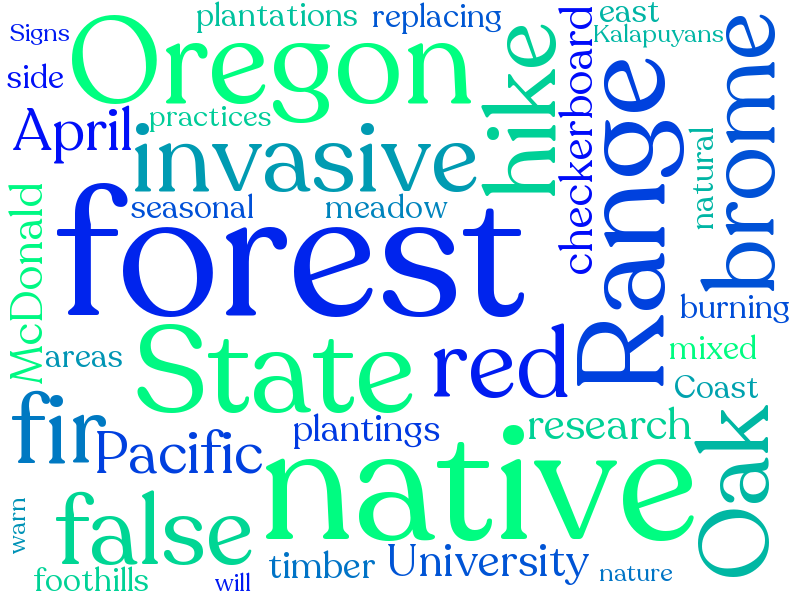 plantations
replacing
east
Signs
Kalapuyans
Oregon
hike
checkerboard
side
April
practices
invasive
Range
brome
natural
seasonal
meadow
McDonald
forest
burning
areas
State
red
mixed
Coast
fir
Pacific
plantings
research
Oak
native
warn
false
timber
University
nature
foothills
will